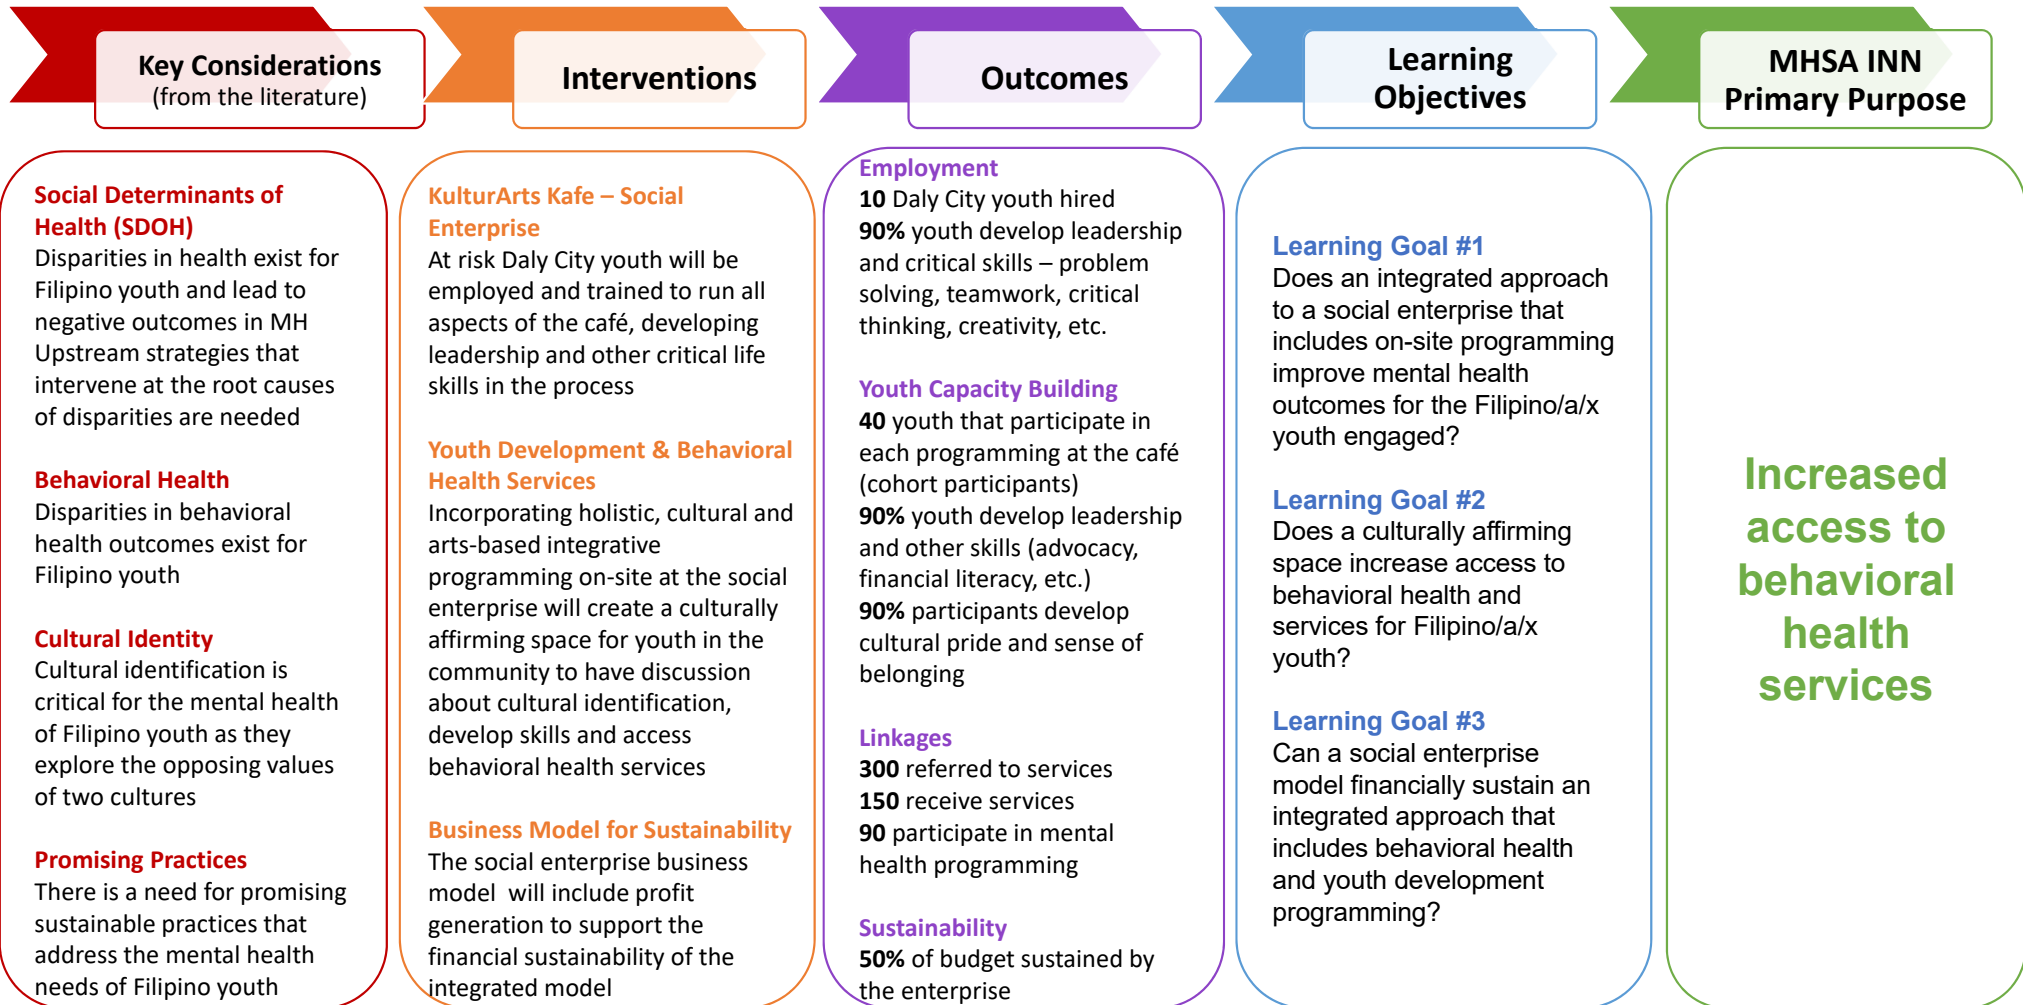 Key Considerations
(from the literature)
Interventions
Outcomes
Learning
Objectives
MHSA INN
Primary Purpose
Social Determinants of
Health (SDOH)
Disparities in health exist for
Filipino youth and lead to
negative outcomes in MH
Upstream strategies that
intervene at the root causes
of disparities are needed
Behavioral Health
Disparities in behavioral
health outcomes exist for
Filipino youth
Cultural Identity
Cultural identification is
critical for the mental health
of Filipino youth as they
explore the opposing values
of two cultures
Promising Practices
There is a need for promising
sustainable practices that
address the mental health
needs of Filipino youth
KulturArts Kafe – Social
Enterprise
At risk Daly City youth will be
employed and trained to run all
aspects of the café, developing
leadership and other critical life
skills in the process
Youth Development & Behavioral
Health Services
Incorporating holistic, cultural and
arts-based integrative
programming on-site at the social
enterprise will create a culturally
affirming space for youth in the
community to have discussion
about cultural identification,
develop skills and access
behavioral health services
Business Model for Sustainability
The social enterprise business
model will include profit
generation to support the
financial sustainability of the
integrated model
Employment
10 Daly City youth hired
90% youth develop leadership
and critical skills – problem
solving, teamwork, critical
thinking, creativity, etc.
Youth Capacity Building
40 youth that participate in
each programming at the café
(cohort participants)
90% youth develop leadership
and other skills (advocacy,
financial literacy, etc.)
90% participants develop
cultural pride and sense of
belonging
Linkages
300 referred to services
150 receive services
90 participate in mental
health programming
Sustainability
50% of budget sustained by
the enterprise
Learning Goal #1
Does an integrated approach
to a social enterprise that
includes on-site programming
improve mental health
outcomes for the Filipino/a/x
youth engaged?
Learning Goal #2
Does a culturally affirming
space increase access to
behavioral health and
services for Filipino/a/x
youth?
Learning Goal #3
Can a social enterprise
model financially sustain an
integrated approach that
includes behavioral health
and youth development
programming?
Increased
access to
behavioral
health
services